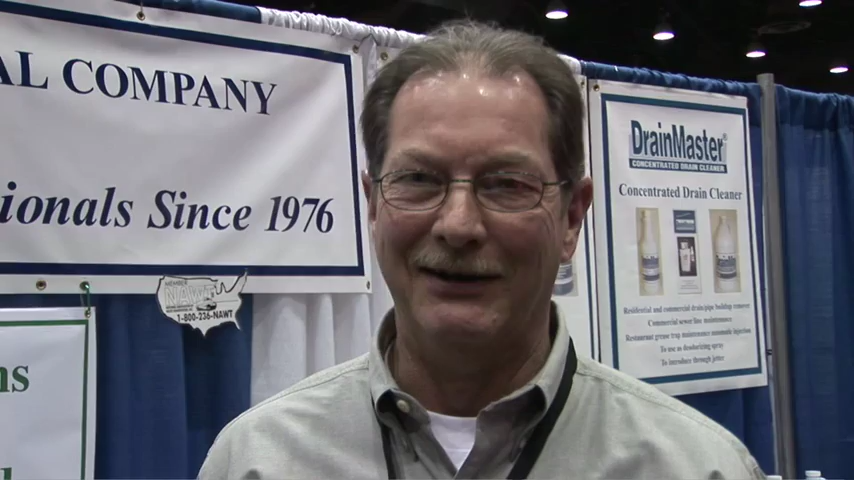 AL COMPANY
ionals Since 1976
MEMBER
NAWT
1-800-236-NAWT
ns
DrainMaster®
CONCENTRATED DRAIN CLEANER
Concentrated Drain Cleaner
Residential and commercial drain/pipe buildup remover
Commercial sewer line maintenance
Restaurant grease trap maintenance automatic injection
To use as deodorizing spray
To introduce through jetter